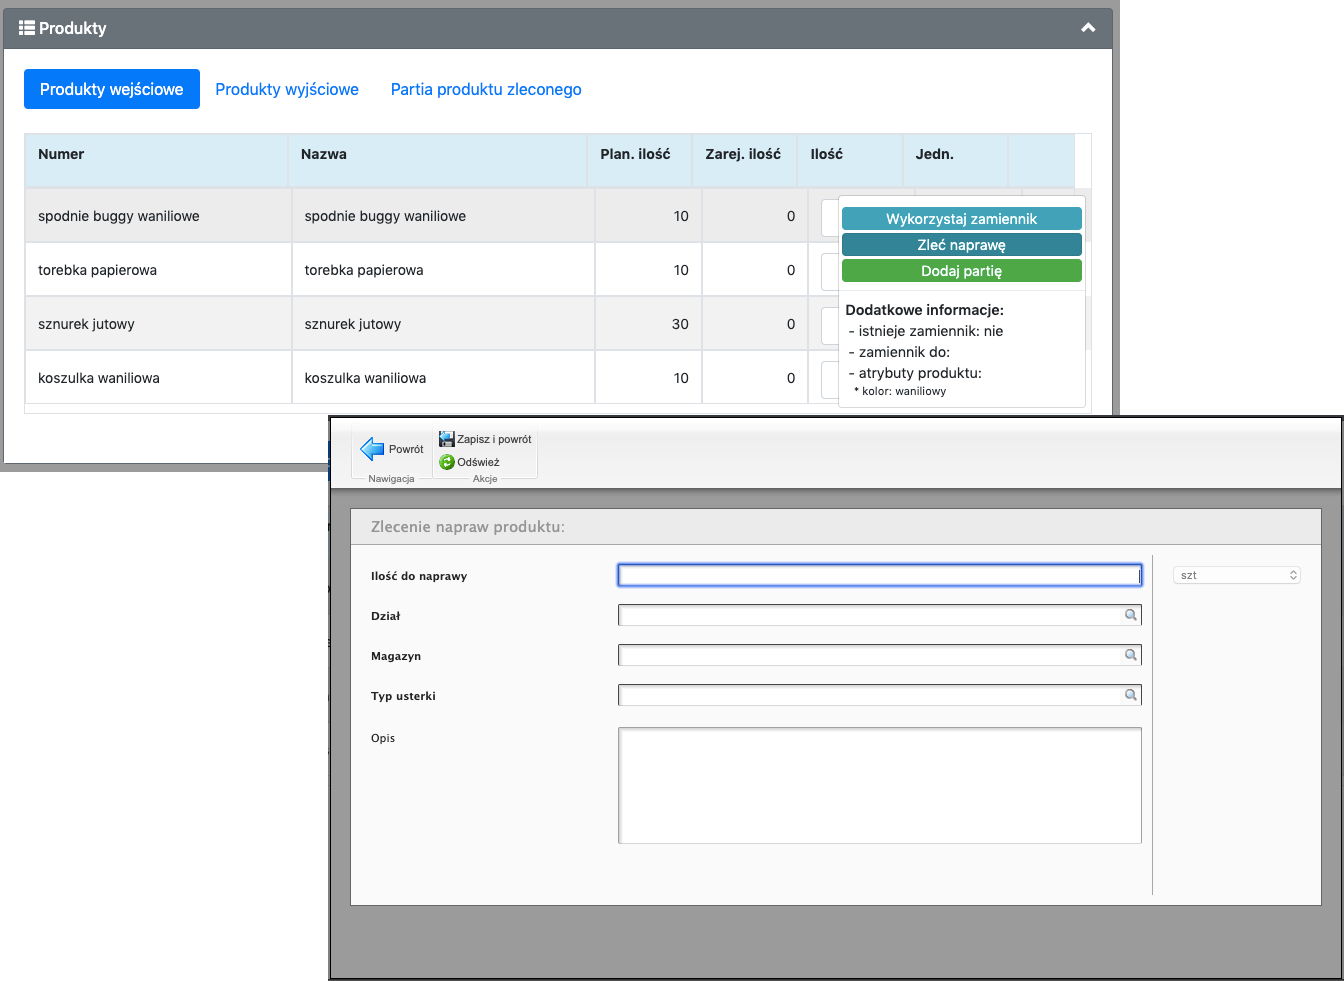 Produkty
Produkty wejściowe Produkty wyjściowe Partia produktu zleconego
Numer Nazwa Plan. ilość Zarej. ilość Ilość Jedn.
spodnie buggy waniliowe spodnie buggy waniliowe 10 0
torebka papierowa torebka papierowa 10 0
sznurek jutowy sznurek jutowy 30 0
koszulka waniliowa koszulka waniliowa 10 0
Wykorzystaj zamiennik
Zleć naprawę
Dodaj partię
Dodatkowe informacje:
- istnieje zamiennik: nie
- zamiennik do:
- atrybuty produktu:
* kolor: waniliowy
Powrót
Nawigacja
Zapisz i powrót
Odśwież
Akcje
Zlecenie napraw produktu:
Ilość do naprawy szt
Dział
Magazyn
Typ usterki
Opis